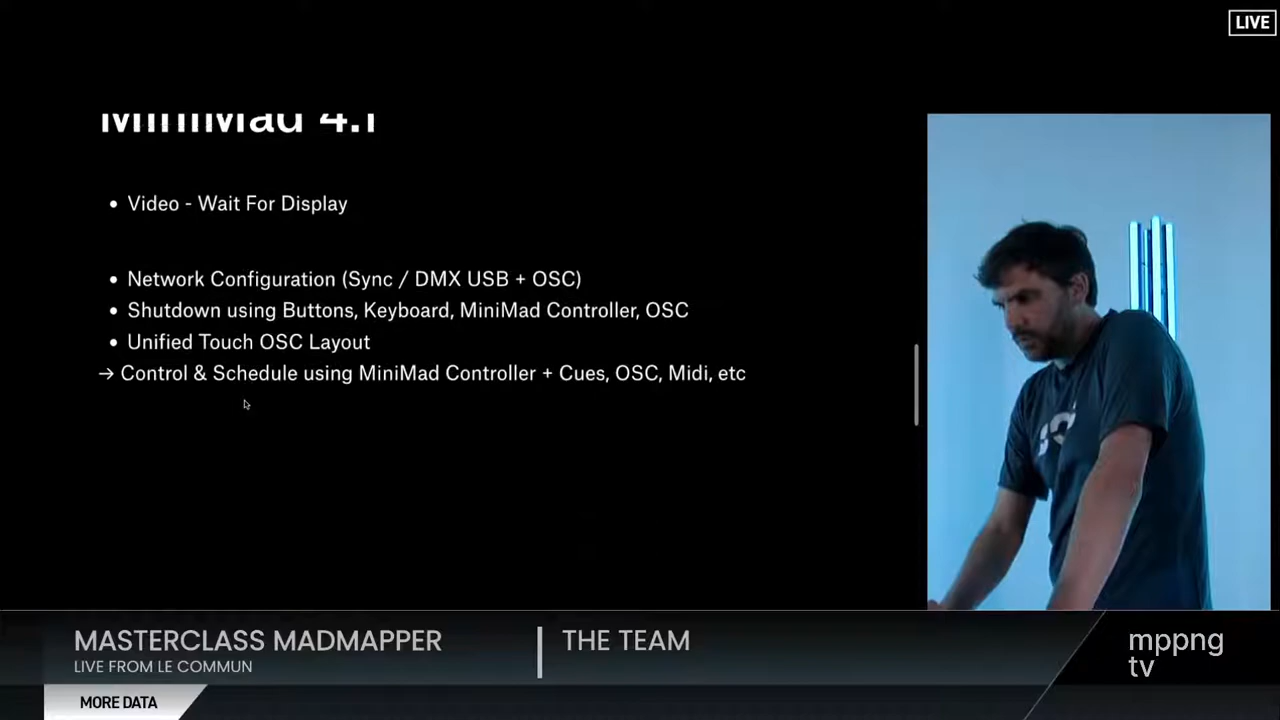 LIVE
MiniMad 4.1
• Video - Wait For Display
• Network Configuration (Sync / DMX USB + OSC)
• Shutdown using Buttons, Keyboard, MiniMad Controller, OSC
• Unified Touch OSC Layout
→ Control & Schedule using MiniMad Controller + Cues, OSC, Midi, etc
MASTERCLASS MADMAPPER
LIVE FROM LE COMMUN
THE TEAM
mppng
tv
MORE DATA